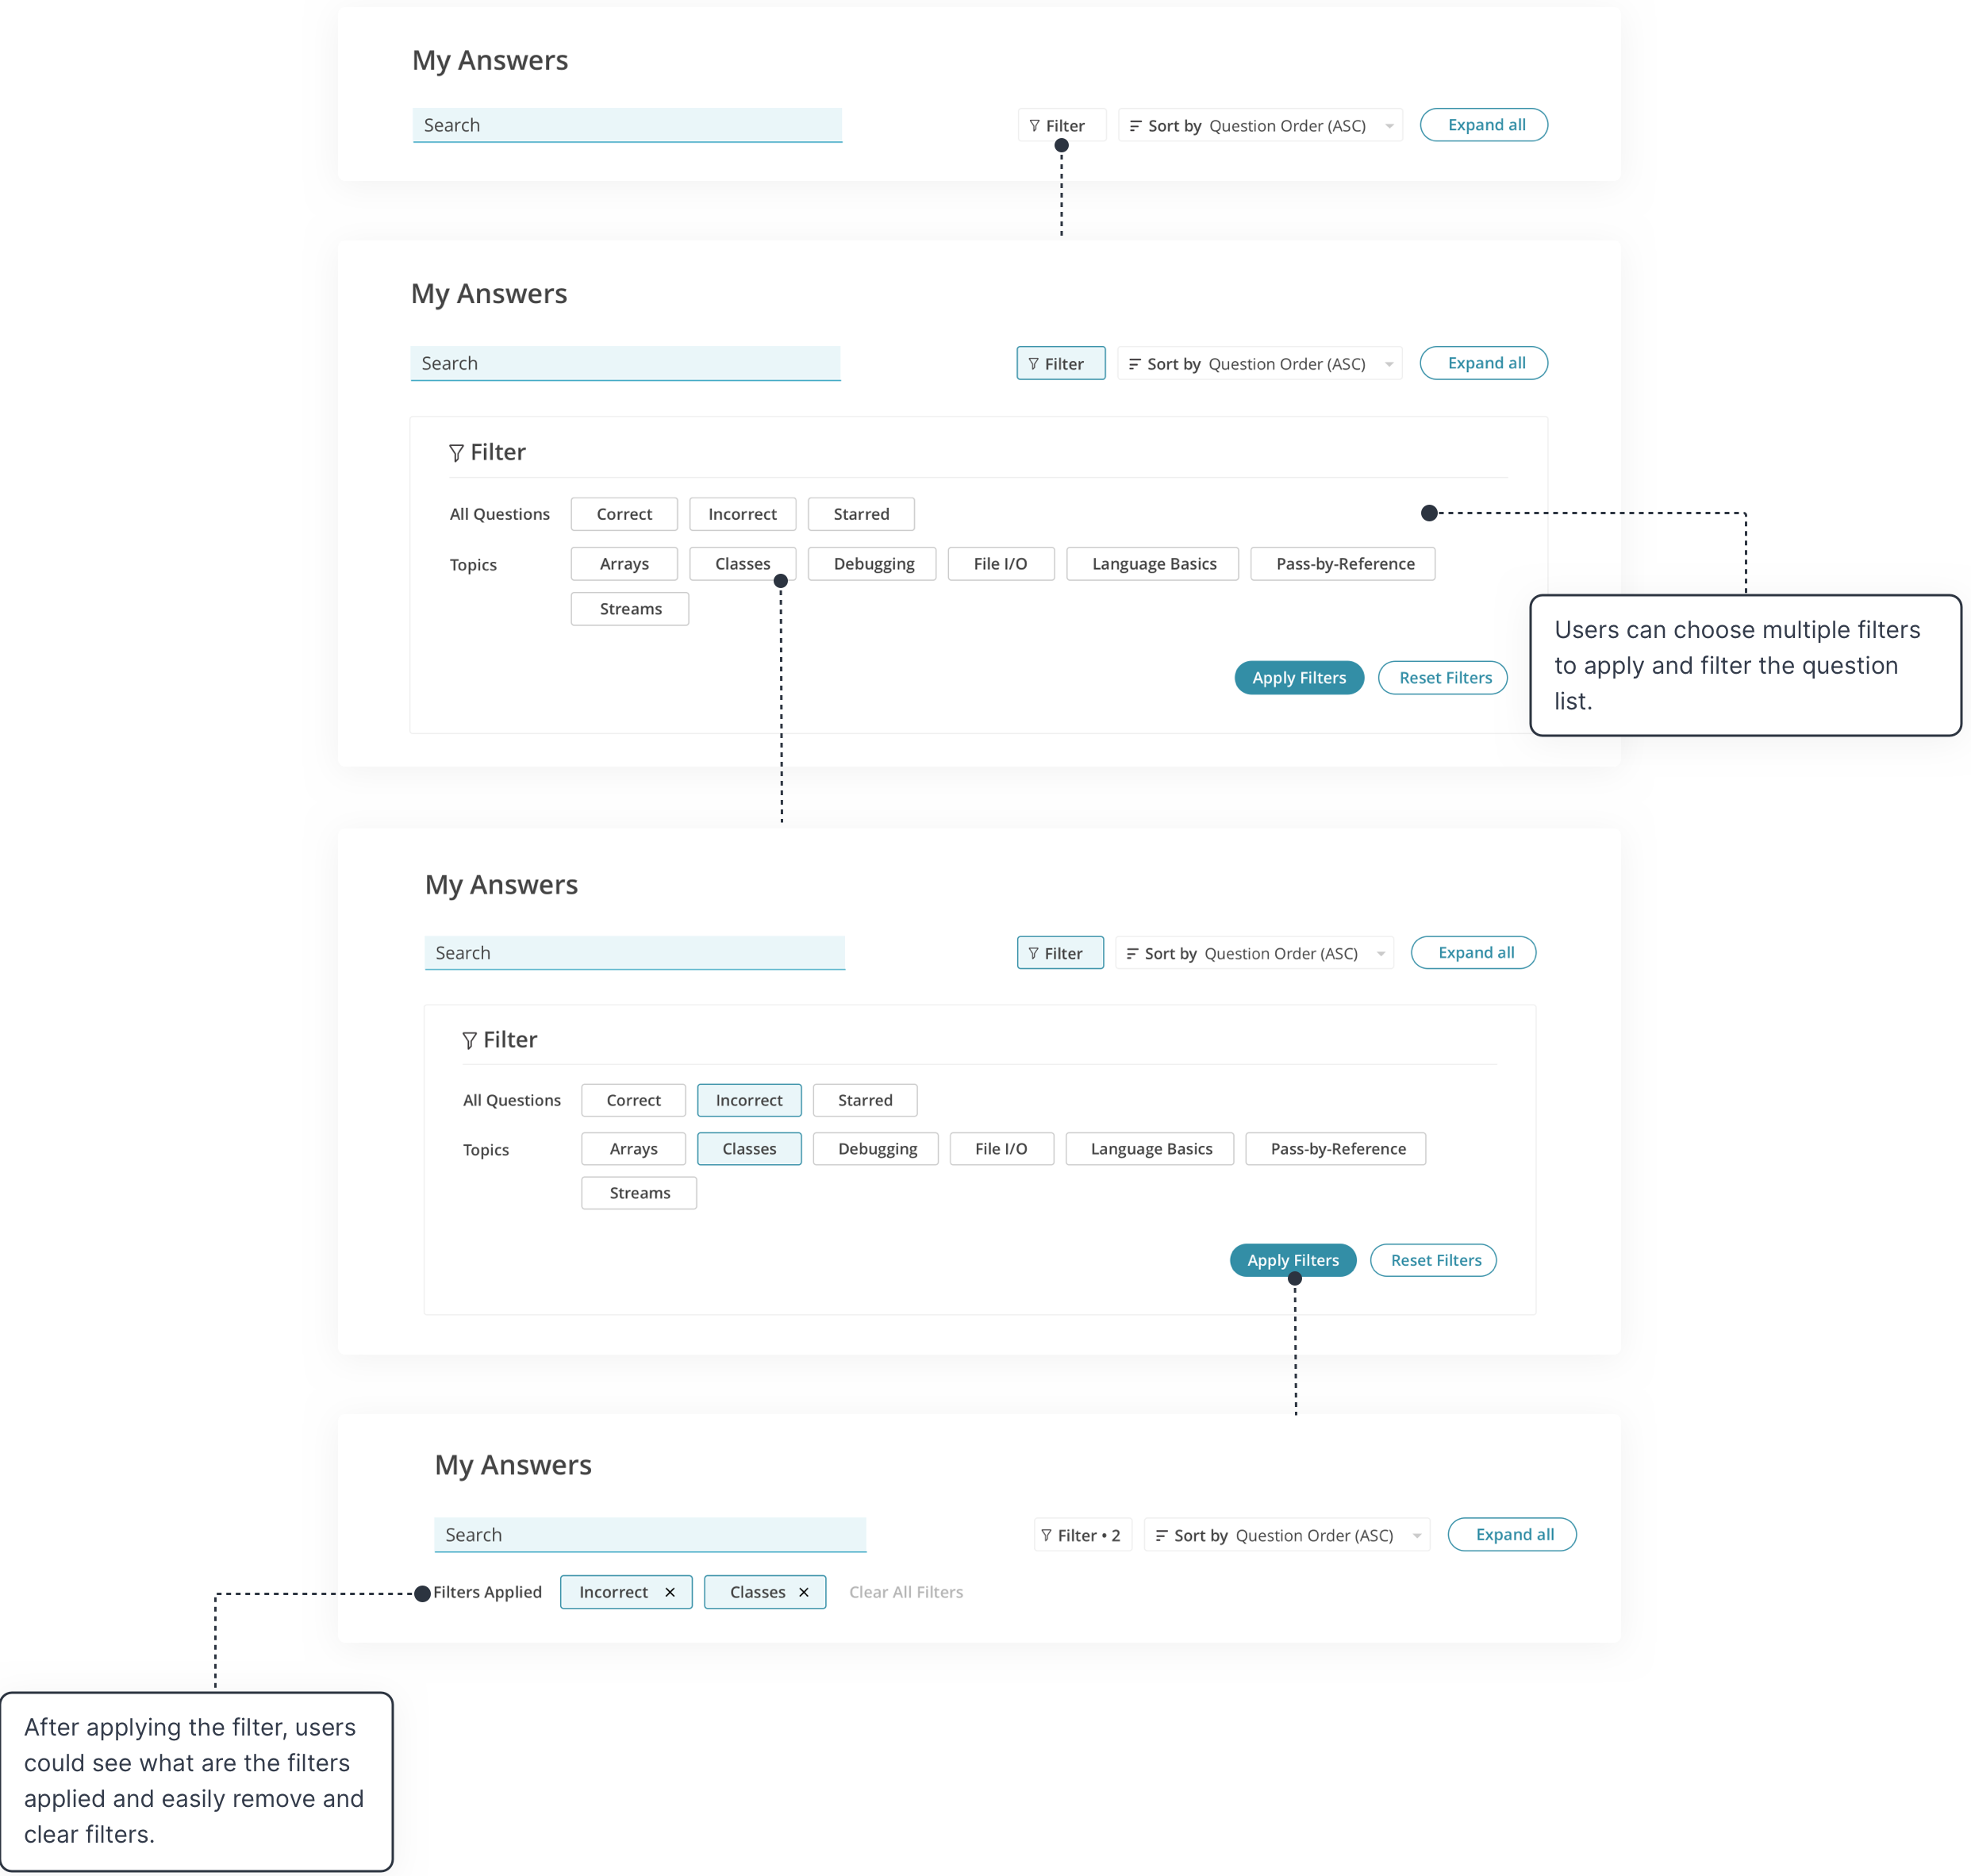 My Answers
Search Filter Sort by Question Order (ASC) Expand all
My Answers
Search Filter Sort by Question Order (ASC) Expand all
Filter
All Questions Correct Incorrect Starred
Topics Arrays Classes Debugging File I/O Language Basics Pass-by-Reference
Streams
Apply Filters Reset Filters
Users can choose multiple filters
to apply and filter the question
list.
My Answers
Search Filter Sort by Question Order (ASC) Expand all
Filter
All Questions Correct Incorrect Starred
Topics Arrays Classes Debugging File I/O Language Basics Pass-by-Reference
Streams
Apply Filters Reset Filters
My Answers
Search Filter • 2 Sort by Question Order (ASC) Expand all
Filters Applied Incorrect × Classes × Clear All Filters
After applying the filter, users
could see what are the filters
applied and easily remove and
clear filters.